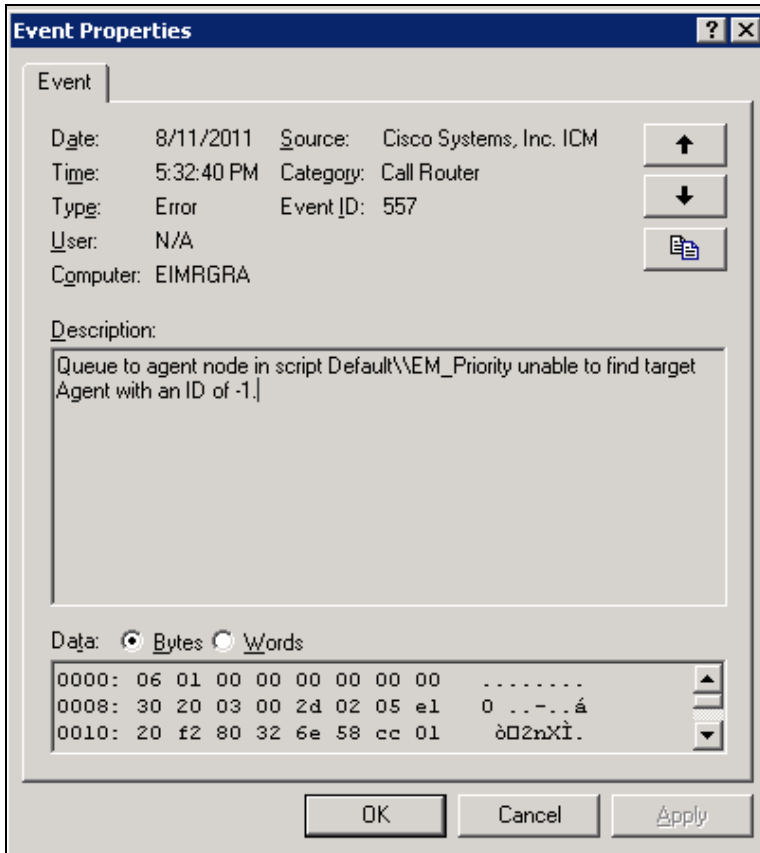 Event Properties
Event
Date: 8/11/2011 Source: Cisco Systems, Inc. ICM
Time: 5:32:40 PM Category: Call Router
Type: Error Event ID: 557
User: N/A
Computer: EIMRGRA
Description:
Queue to agent node in script Default\\EM_Priority unable to find target
Agent with an ID of -1.
Data: Bytes Words
0000: 06 01 00 00 00 00 00 00 ........
0008: 30 20 03 00 2d 02 05 e1 0 ..-..á
0010: 20 f2 80 32 6e 58 cc 01 ò□2nXÌ.
OK Cancel Apply